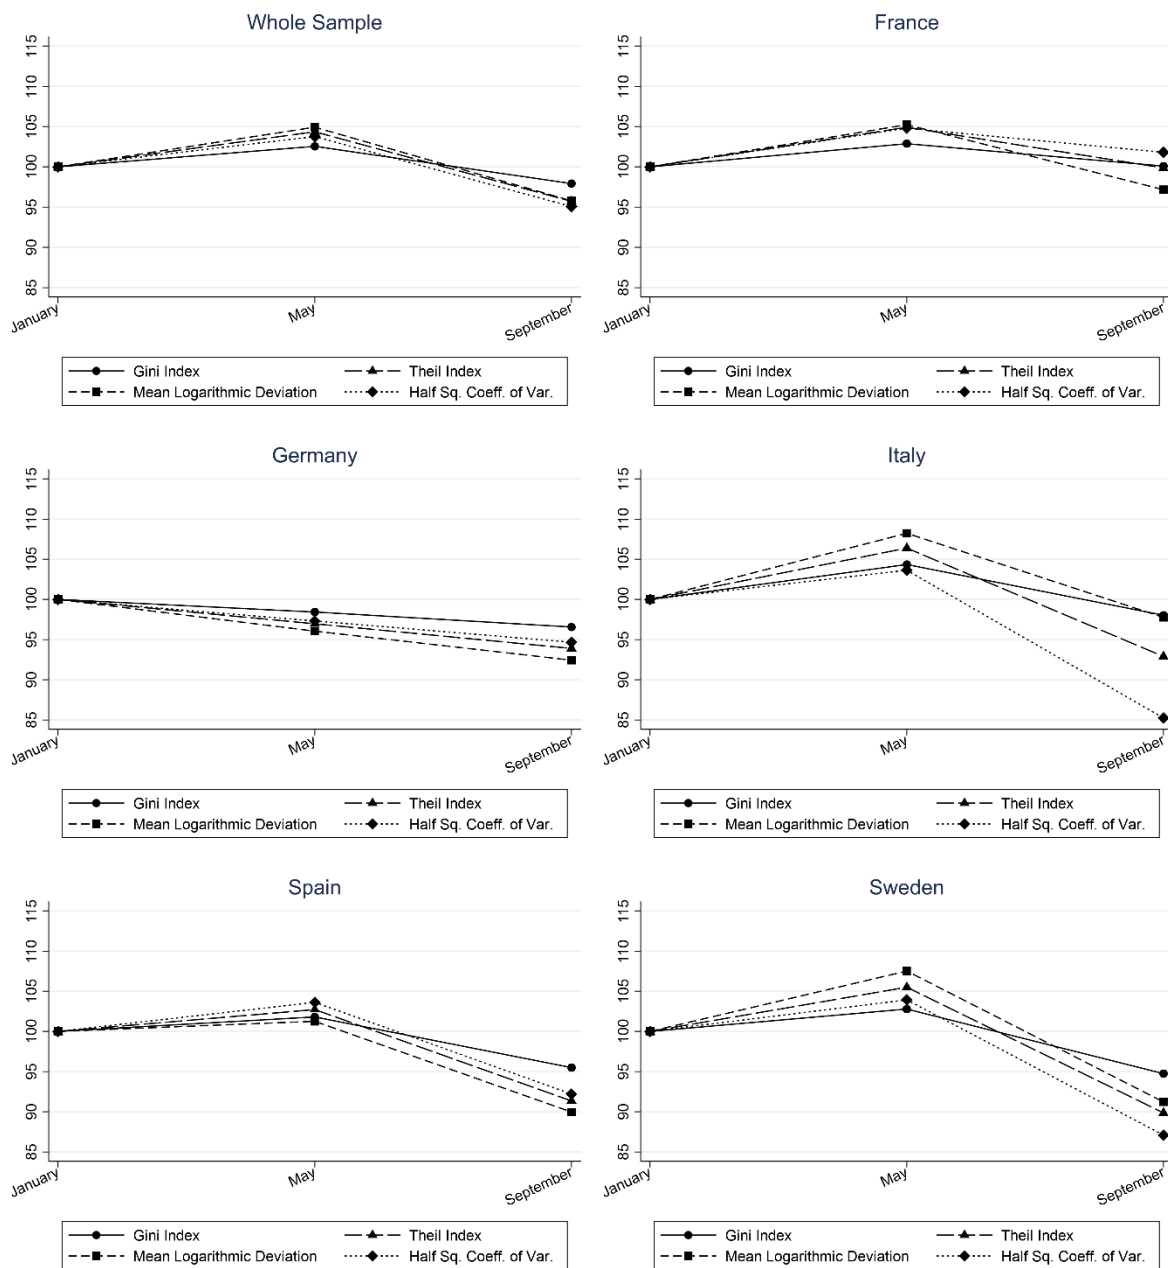 Whole Sample
115
110
105
100
95
90
85
January
May
September
Gini Index
Theil Index
Mean Logarithmic Deviation
Half Sq. Coeff. of Var.
France
115
110
105
100
95
90
85
January
May
September
Gini Index
Theil Index
Mean Logarithmic Deviation
Half Sq. Coeff. of Var.
Germany
115
110
105
100
95
90
85
January
May
September
Gini Index
Theil Index
Mean Logarithmic Deviation
Half Sq. Coeff. of Var.
Italy
115
110
105
100
95
90
85
January
May
September
Gini Index
Theil Index
Mean Logarithmic Deviation
Half Sq. Coeff. of Var.
Spain
115
110
105
100
95
90
85
January
May
September
Gini Index
Theil Index
Mean Logarithmic Deviation
Half Sq. Coeff. of Var.
Sweden
115
110
105
100
95
90
85
January
May
September
Gini Index
Theil Index
Mean Logarithmic Deviation
Half Sq. Coeff. of Var.